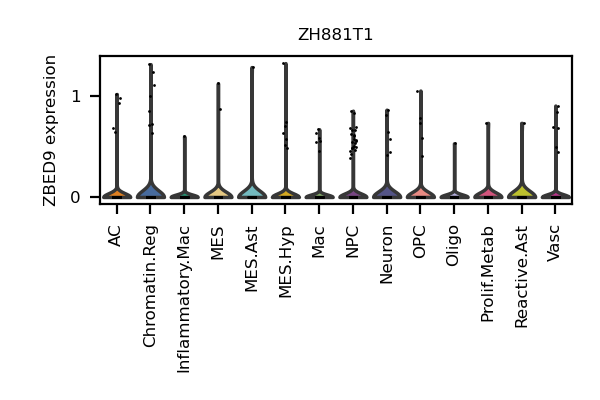 ZH881T1
ZBED9 expression
1
0
AC
Chromatin.Reg
Inflammatory.Mac
MES
MES.Ast
MES.Hyp
Mac
NPC
Neuron
OPC
Oligo
Prolif.Metab
Reactive.Ast
Vasc